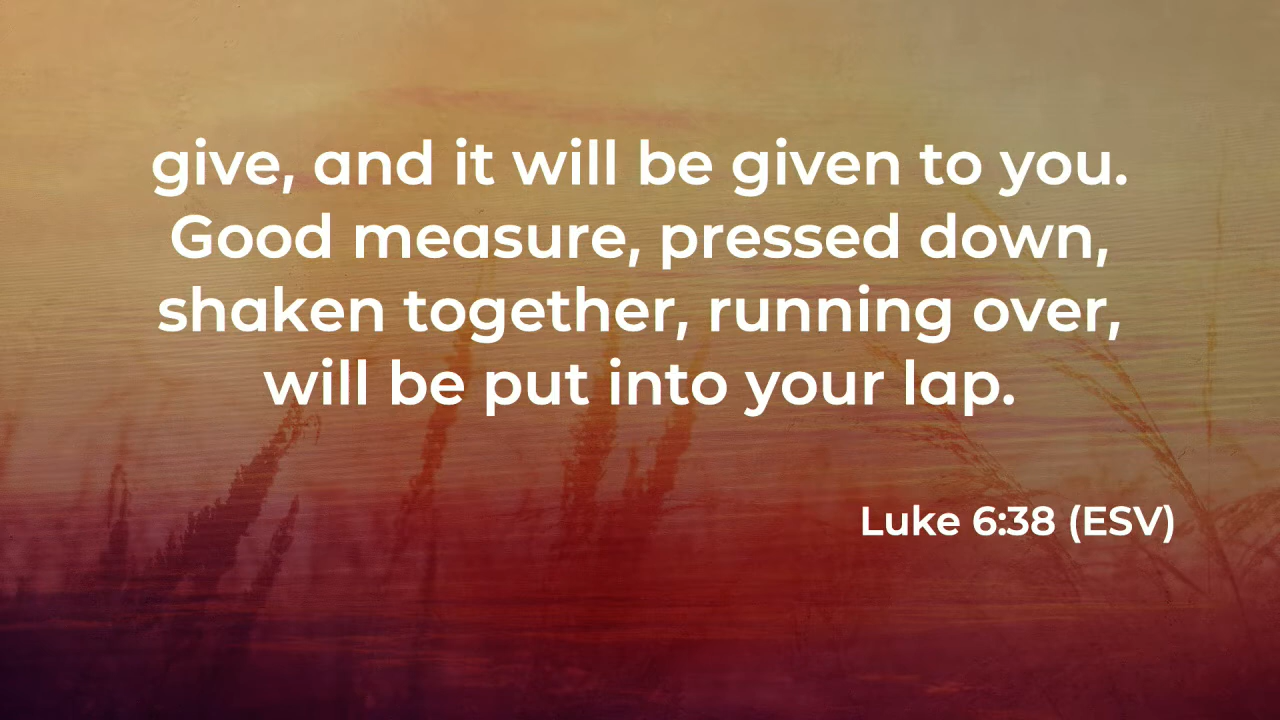 give, and it will be given to you.
Good measure, pressed down,
shaken together, running over,
will be put into your lap.
Luke 6:38 (ESV)